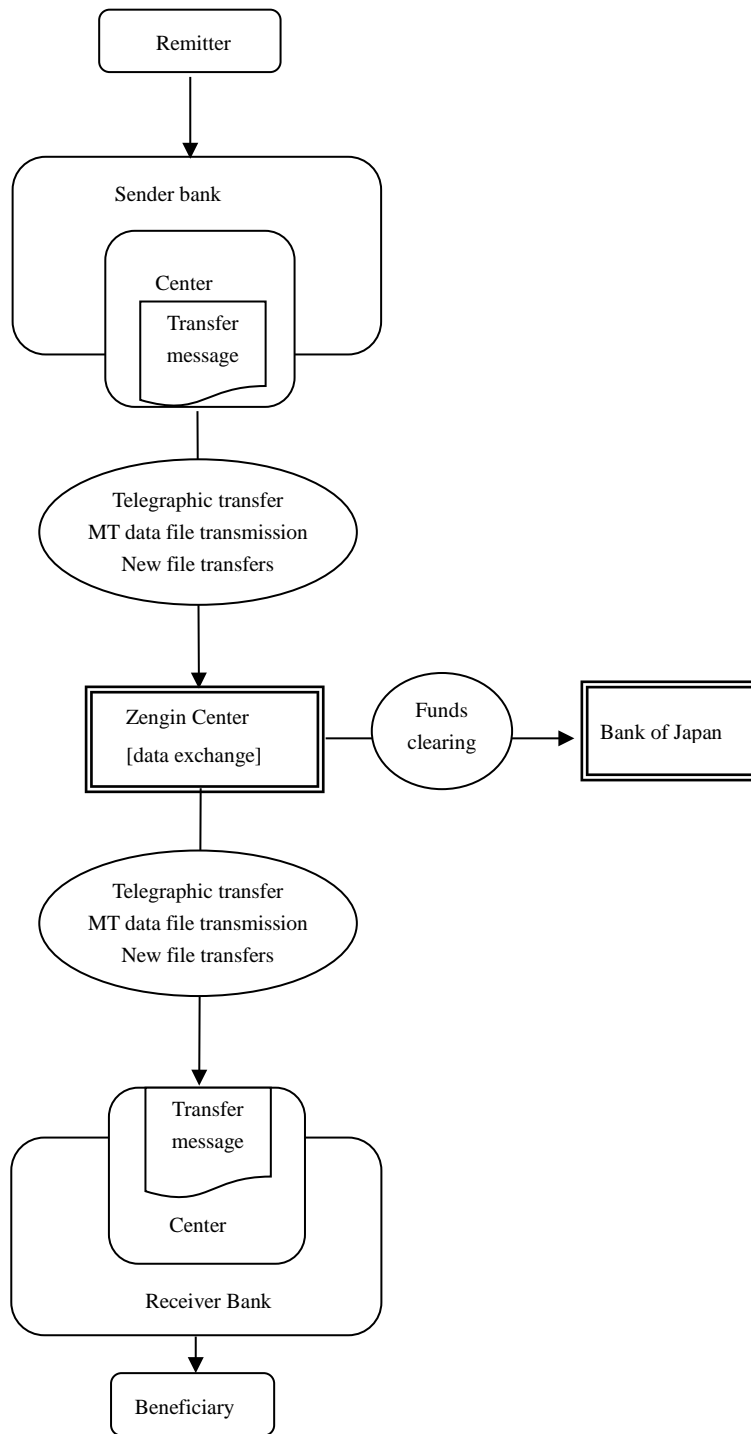 Remitter
Sender bank
Center
Transfer
message
Telegraphic transfer
MT data file transmission
New file transfers
Zengin Center
[data exchange]
Funds
clearing
Bank of Japan
Telegraphic transfer
MT data file transmission
New file transfers
Transfer
message
Center
Receiver Bank
Beneficiary